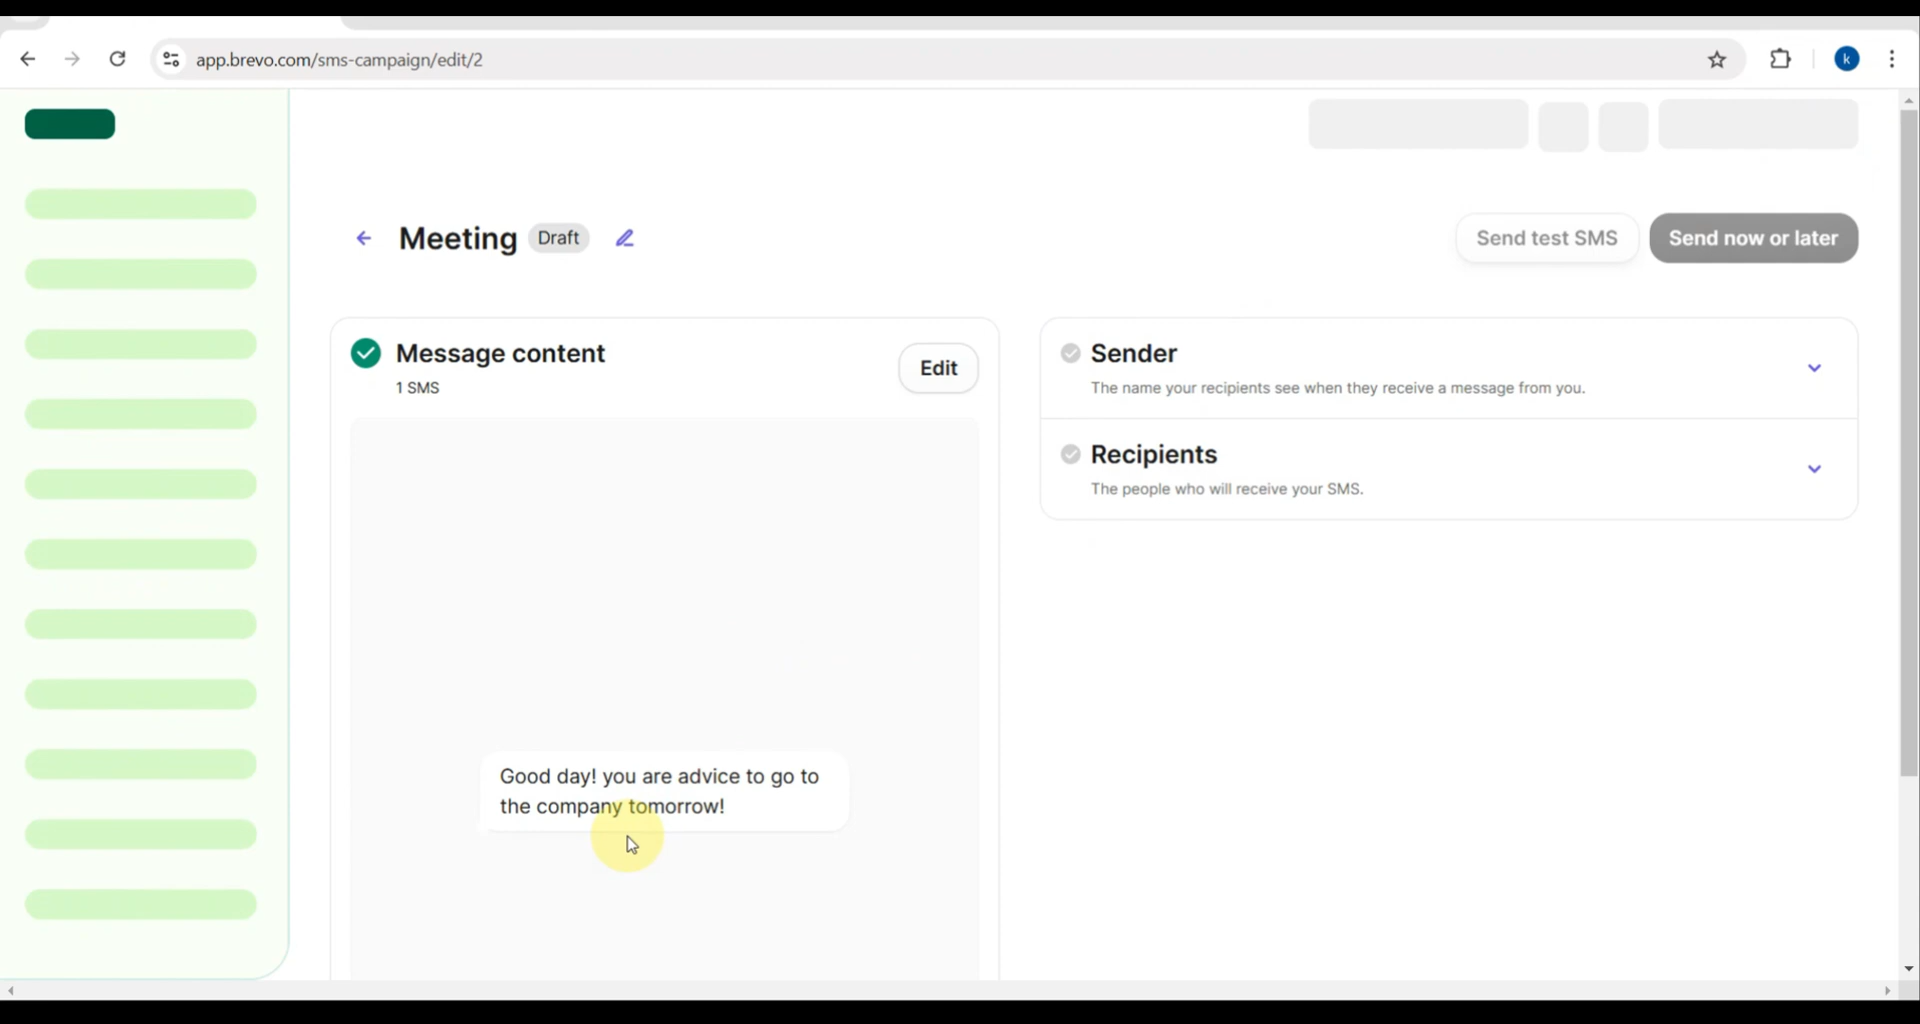 app.brevo.com/sms-campaign/edit/2
k
Meeting Draft
Send test SMS
Send now or later
Message content
1 SMS
Edit
Good day! you are advice to go to
the company tomorrow!
Sender
The name your recipients see when they receive a message from you.
Recipients
The people who will receive your SMS.